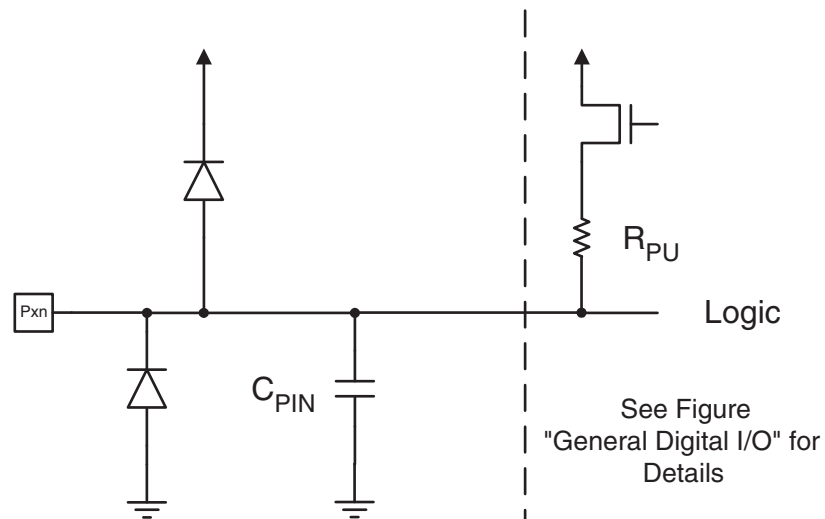 R_PU
Pxn
Logic
C_PIN
See Figure
"General Digital I/O" for
Details